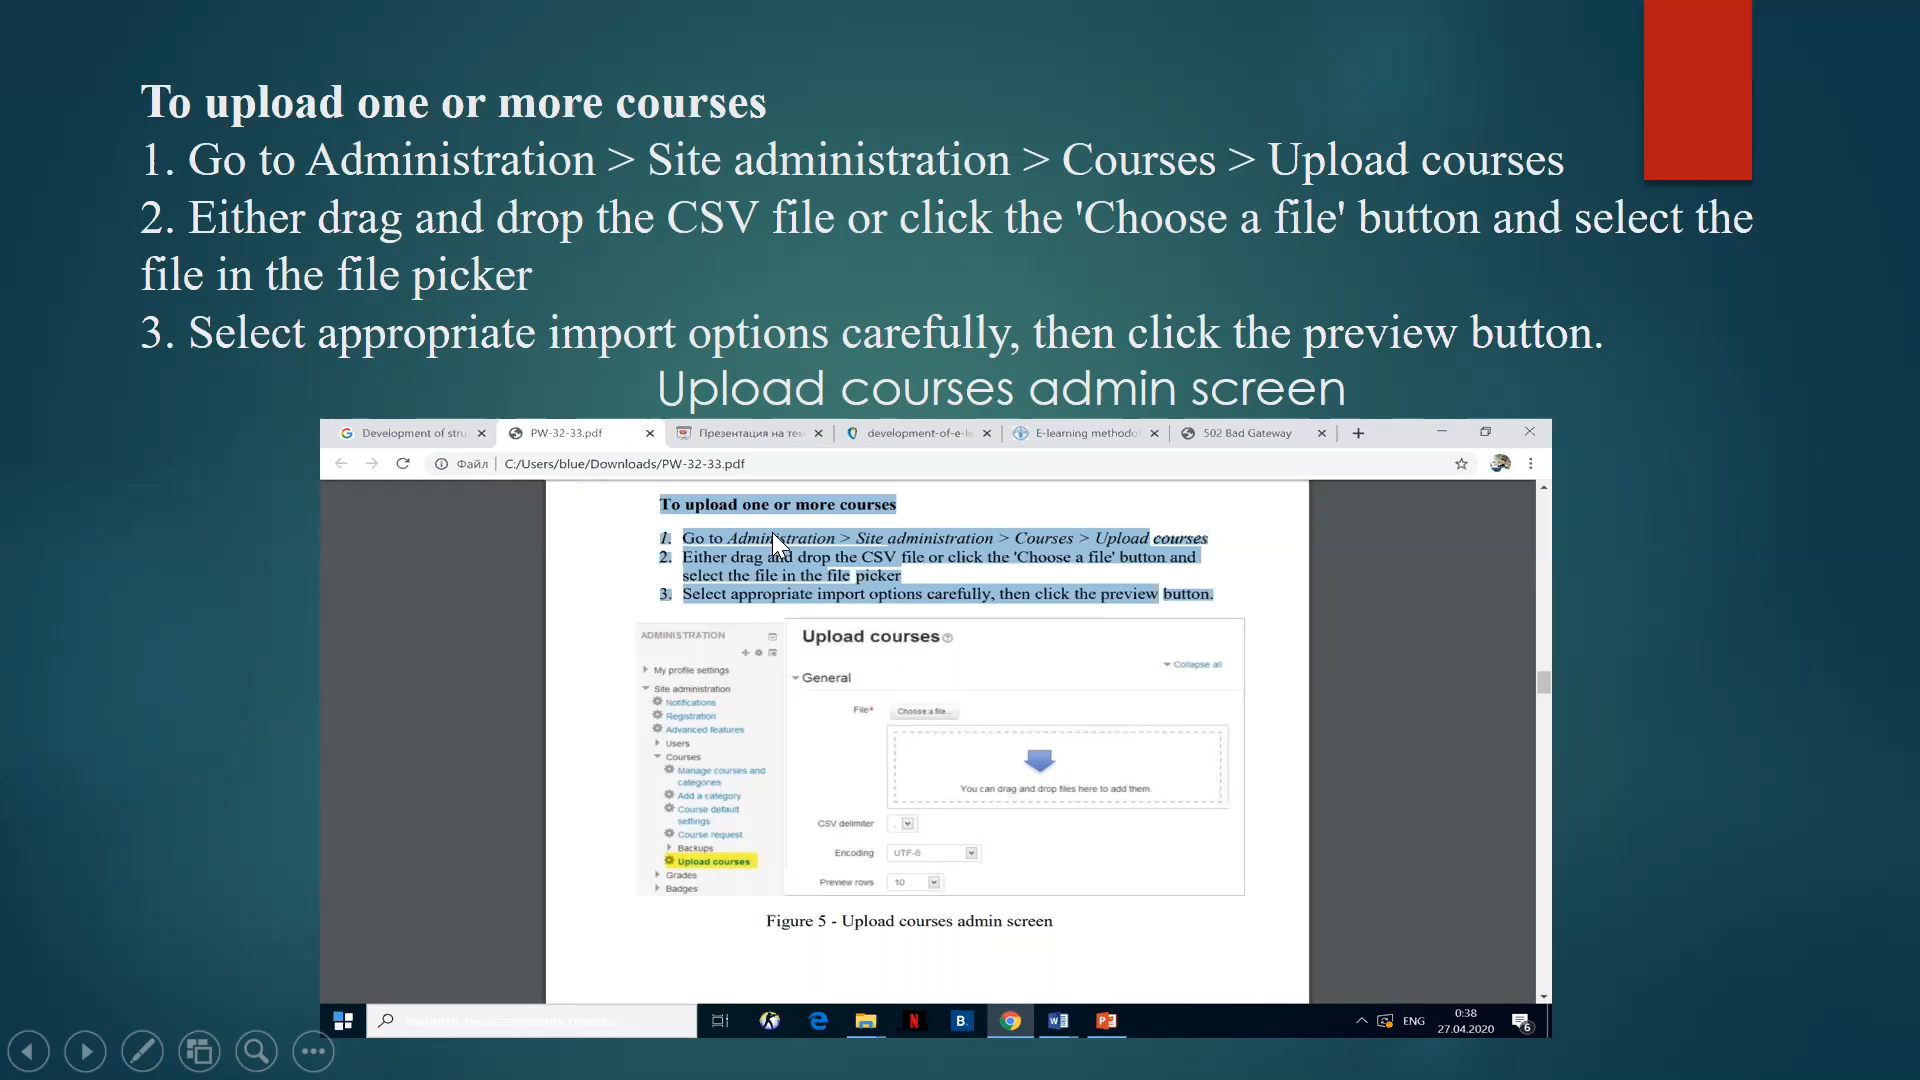 To upload one or more courses
1. Go to Administration > Site administration > Courses > Upload courses
2. Either drag and drop the CSV file or click the 'Choose a file' button and select the
file in the file picker
3. Select appropriate import options carefully, then click the preview button.
Upload courses admin screen
Development of stru
PW-32-33.pdf
Презентация на тем
development-of-e-le
E-learning methodol
502 Bad Gateway
Файл
C:/Users/blue/Downloads/PW-32-33.pdf
To upload one or more courses
1. Go to Administration > Site administration > Courses > Upload courses
2. Either drag and drop the CSV file or click the 'Choose a file' button and
select the file in the file picker
3. Select appropriate import options carefully, then click the preview button.
ADMINISTRATION
My profile settings
Site administration
Notifications
Registration
Advanced features
Users
Courses
Manage courses and
categories
Add a category
Course default
settings
Course request
Backups
Upload courses
Grades
Badges
Upload courses
Collapse all
General
File*
Choose a file...
You can drag and drop files here to add them.
CSV delimiter
Encoding
UTF-8
Preview rows
10
Figure 5 - Upload courses admin screen
ENG
0:38
27.04.2020
6